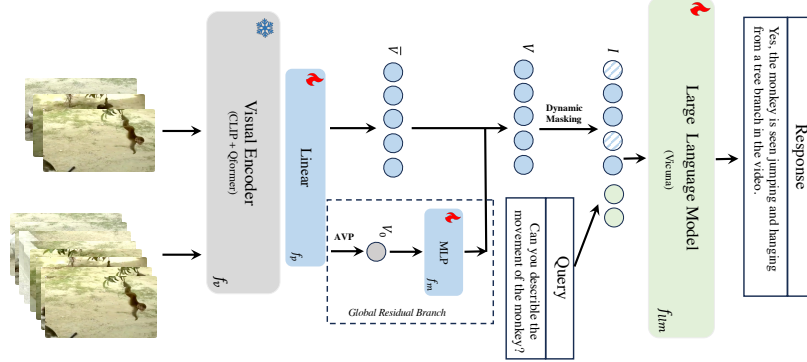 Response
Yes, the monkey is seen jumping and hanging
from a tree branch in the video.
Large Language Model
(Vicuna)
f_llm
I
Dynamic
Masking
V
Query
Can you describle the
movement of the monkey?
V̄
MLP
f_m
V_0
AVP
Global Residual Branch
Linear
f_p
Visual Encoder
(CLIP + Qformer)
f_v